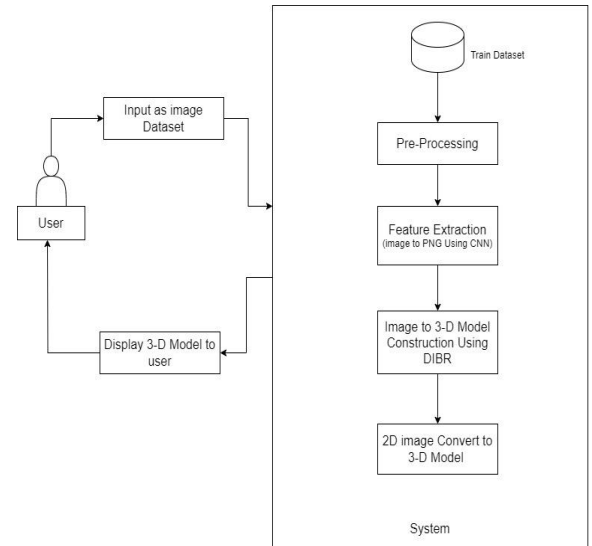 Input as image
Dataset
User
Display 3-D Model to
user
Train Dataset
Pre-Processing
Feature Extraction
(image to PNG Using CNN)
Image to 3-D Model
Construction Using
DIBR
2D image Convert to
3-D Model
System